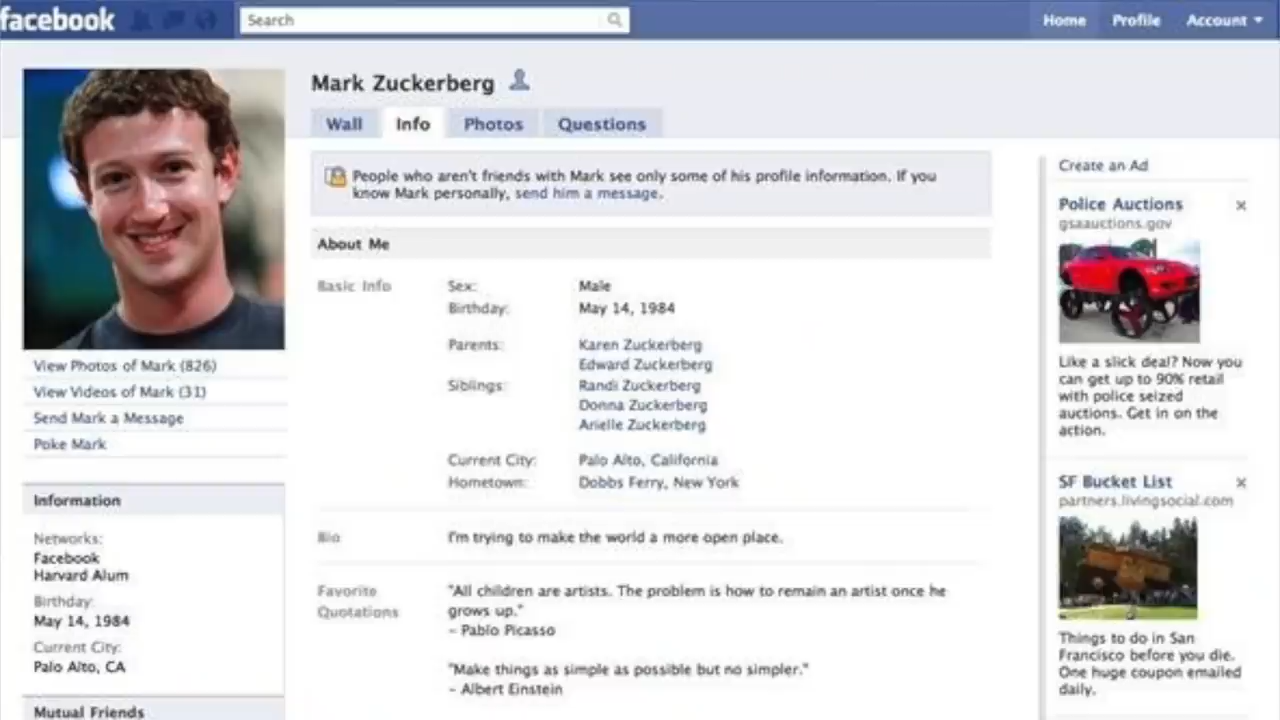 facebook
Search
Home Profile Account
Mark Zuckerberg
Wall Info Photos Questions
People who aren't friends with Mark see only some of his profile information. If you
know Mark personally, send him a message.
About Me
Basic Info
Sex: Male
Birthday: May 14, 1984
Parents: Karen Zuckerberg
Edward Zuckerberg
Siblings: Randi Zuckerberg
Donna Zuckerberg
Arielle Zuckerberg
Current City: Palo Alto, California
Hometown: Dobbs Ferry, New York
Bio
I'm trying to make the world a more open place.
Favorite
Quotations
"All children are artists. The problem is how to remain an artist once he
grows up."
- Pablo Picasso
"Make things as simple as possible but no simpler."
- Albert Einstein
View Photos of Mark (826)
View Videos of Mark (31)
Send Mark a Message
Poke Mark
Information
Networks:
Facebook
Harvard Alum
Birthday:
May 14, 1984
Current City:
Palo Alto, CA
Mutual Friends
Create an Ad
Police Auctions
gsaauctions.gov
Like a slick deal? Now you
can get up to 90% retail
with police seized
auctions. Get in on the
action.
SF Bucket List
partners.livingsocial.com
Things to do in San
Francisco before you die.
One huge coupon emailed
daily.